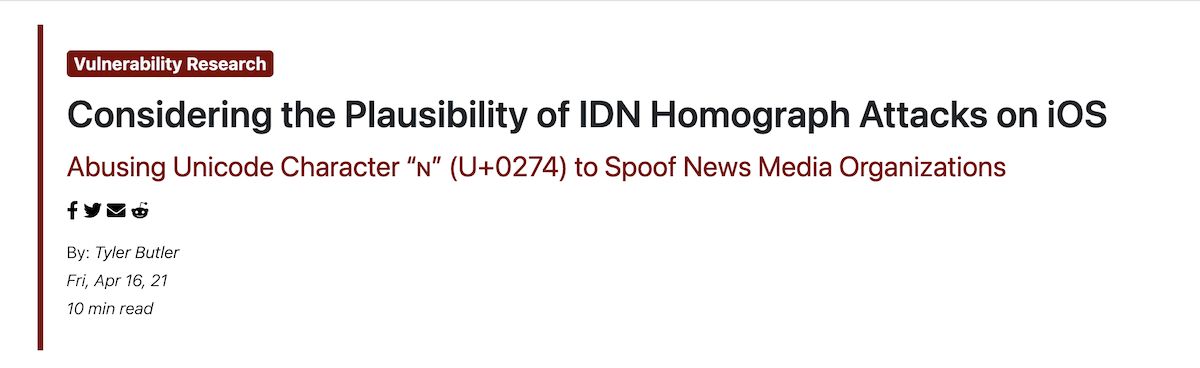 Vulnerability Research
Considering the Plausibility of IDN Homograph Attacks on iOS
Abusing Unicode Character “ɴ” (U+0274) to Spoof News Media Organizations
By: Tyler Butler
Fri, Apr 16, 21
10 min read